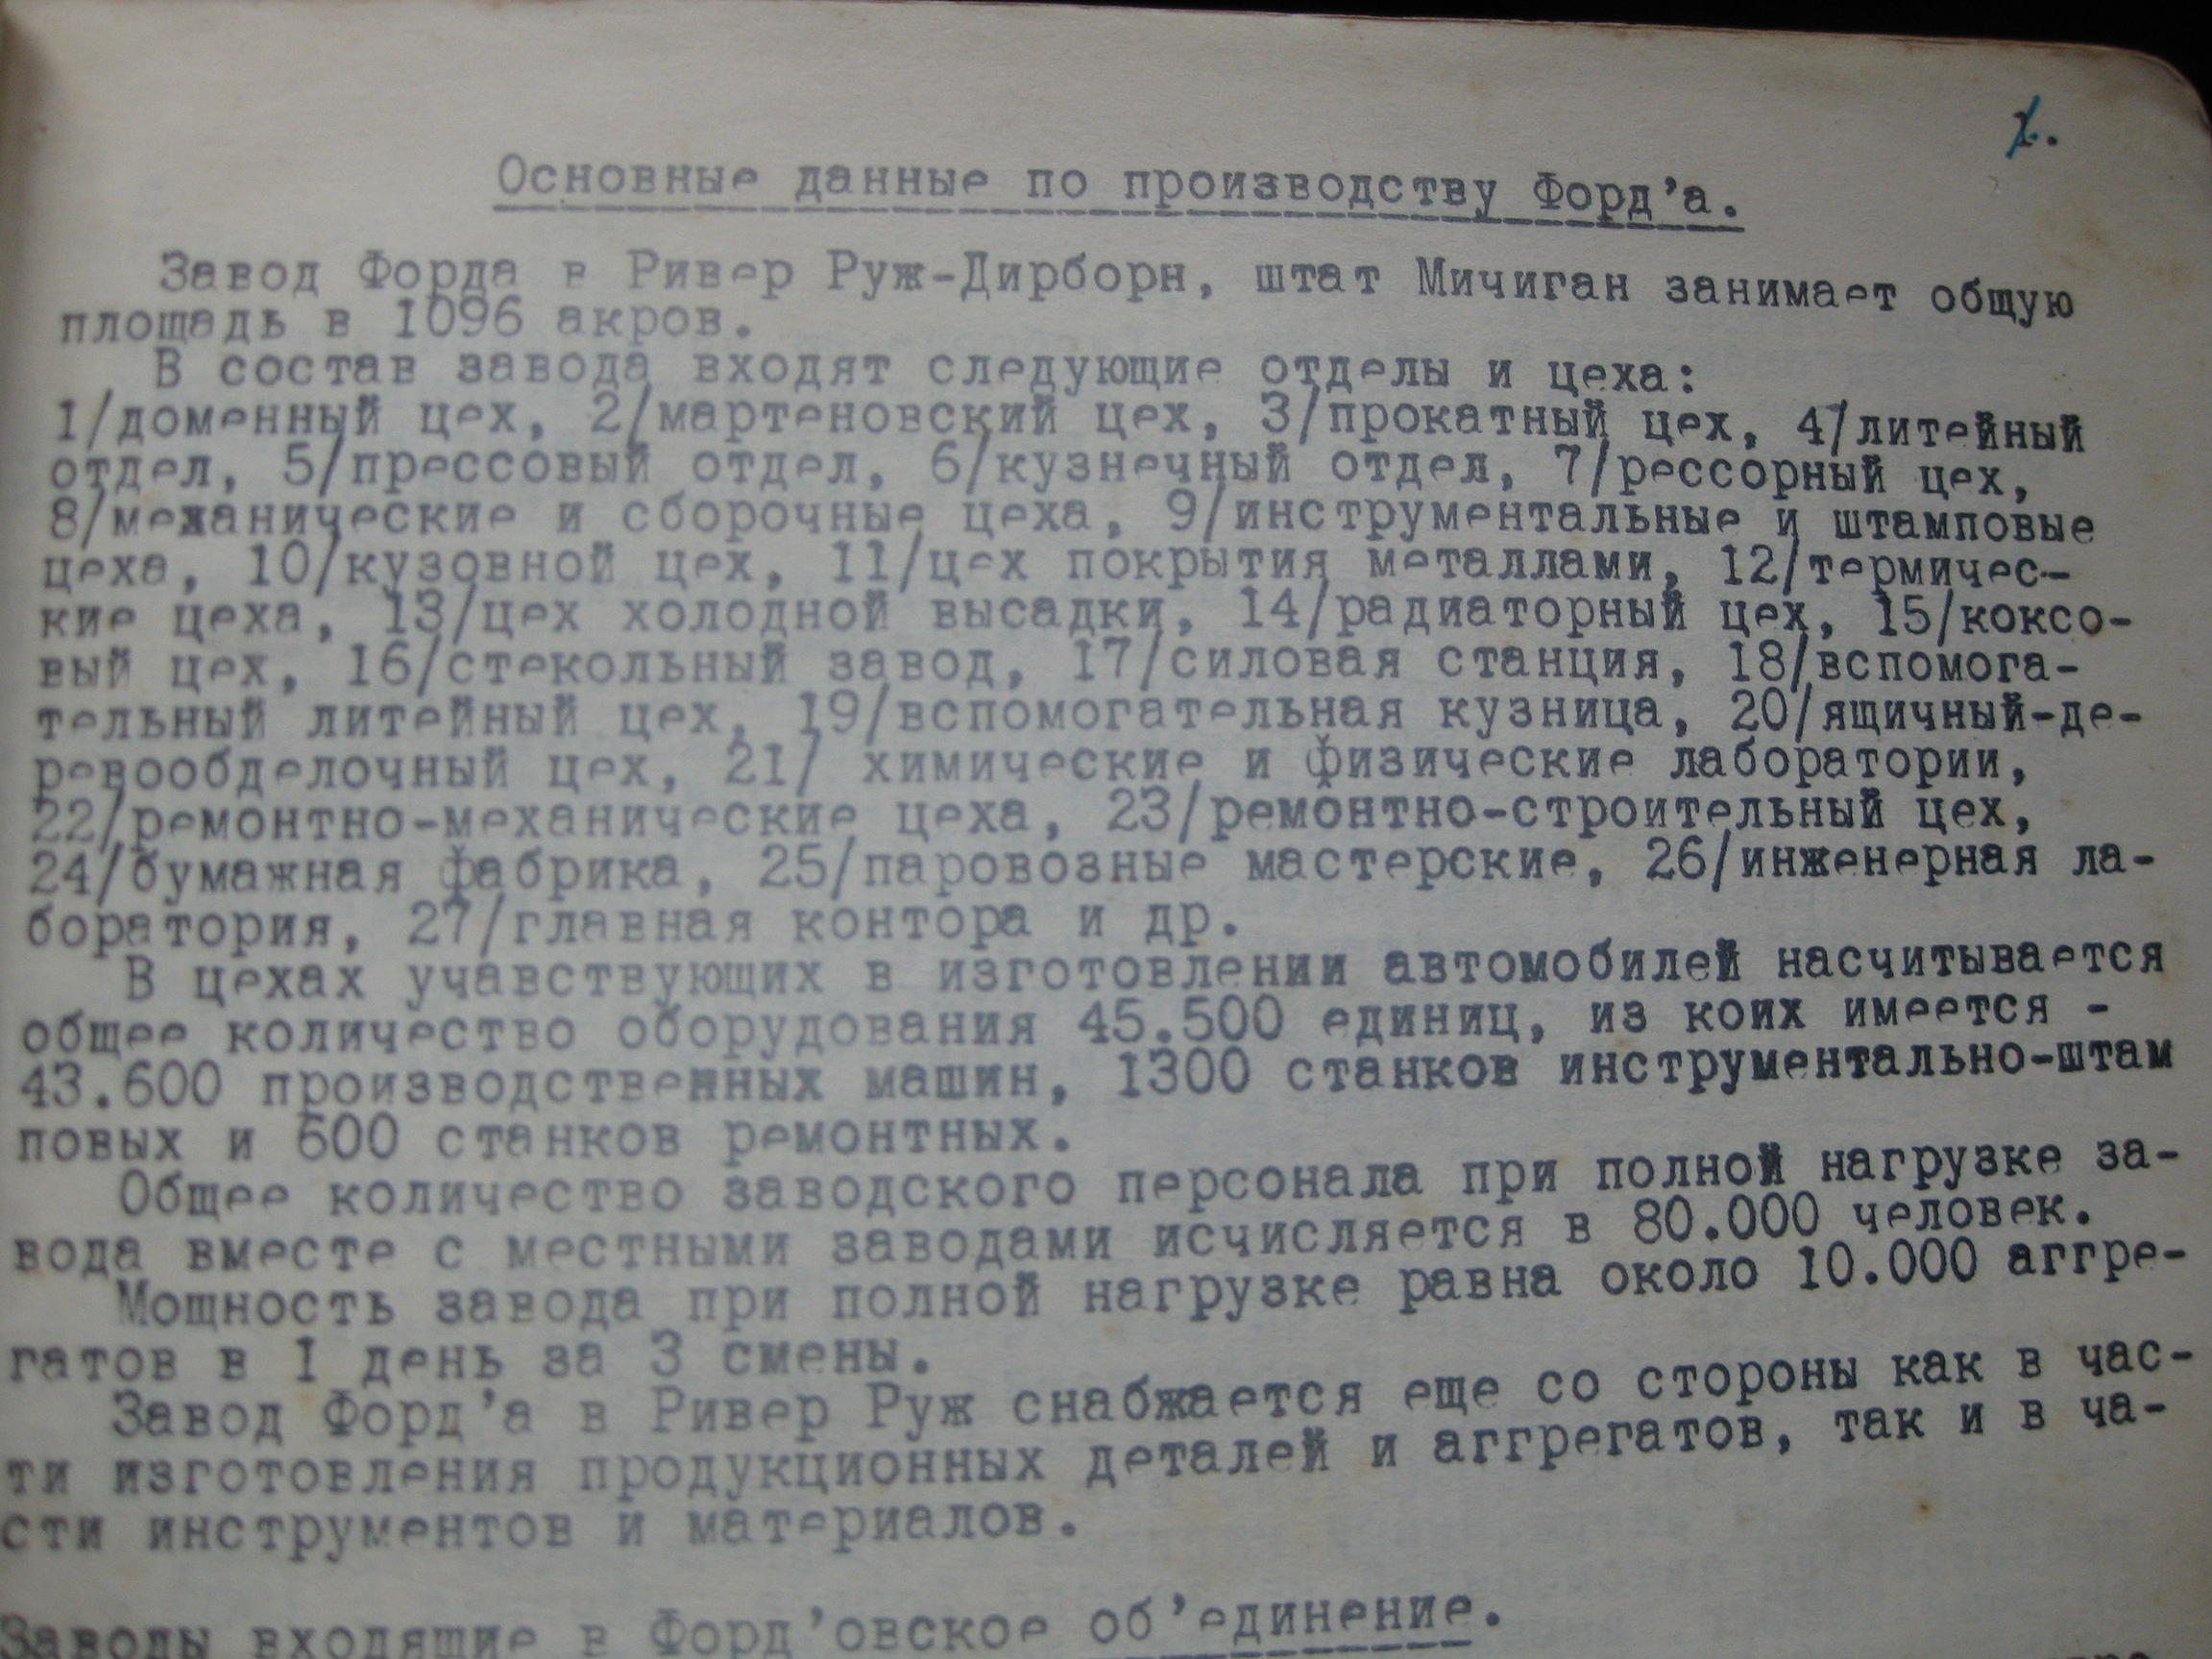 1.
Основные данные по производству Форд'а.
Завод Форда в Ривер Руж-Дирборн, штат Мичиган занимает общую
площадь в 1096 акров.
В состав завода входят следующие отделы и цеха:
1/доменный цех, 2/мартеновский цех, 3/прокатный цех, 4/литейный
отдел, 5/прессовый отдел, 6/кузнечный отдел, 7/рессорный цех,
8/механические и сборочные цеха, 9/инструментальные и штамповые
цеха, 10/кузовной цех, 11/цех покрытия металлами, 12/термичес-
кие цеха, 13/цех холодной высадки, 14/радиаторный цех, 15/коксо-
вый цех, 16/стекольный завод, 17/силовая станция, 18/вспомога-
тельный литейный цех, 19/вспомогательная кузница, 20/ящичный-де-
ревообделочный цех, 21/ химические и физические лаборатории,
22/ремонтно-механические цеха, 23/ремонтно-строительный цех,
24/бумажная фабрика, 25/паровозные мастерские, 26/инженерная ла-
боратория, 27/главная контора и др.
В цехах учавствующих в изготовлении автомобилей насчитывается
общее количество оборудования 45.500 единиц, из коих имеется -
43.600 производственных машин, 1300 станков инструментально-штам
повых и 600 станков ремонтных.
Общее количество заводского персонала при полной нагрузке за-
вода вместе с местными заводами исчисляется в 80.000 человек.
Мощность завода при полной нагрузке равна около 10.000 аггре-
гатов в 1 день за 3 смены.
Завод Форд'а в Ривер Руж снабжается еще со стороны как в час-
ти изготовления продукционных деталей и аггрегатов, так и в ча-
сти инструментов и материалов.
Заводы входящие в Форд'овское об'единение.